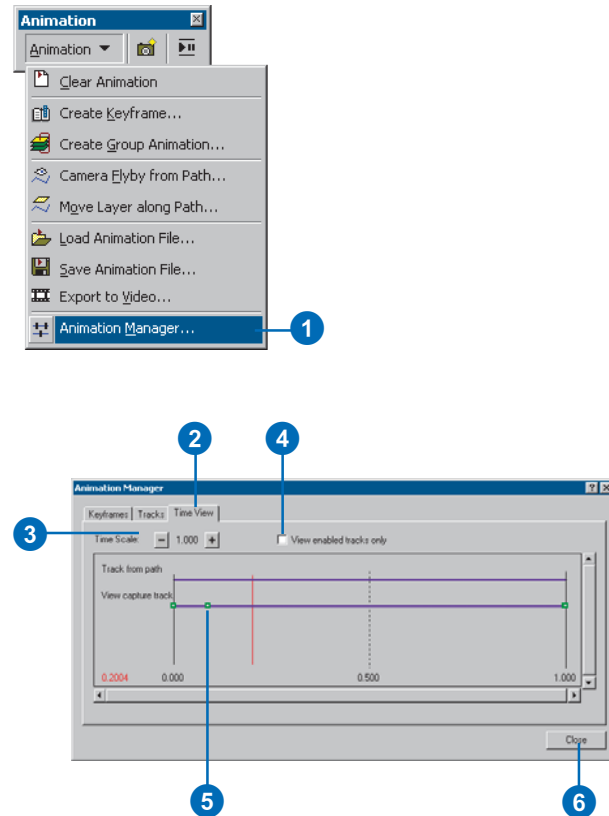 Animation
Animation
Clear Animation
Create Keyframe...
Create Group Animation...
Camera Flyby from Path...
Move Layer along Path...
Load Animation File...
Save Animation File...
Export to Video...
Animation Manager...
1
2
4
Animation Manager
Keyframes Tracks Time View
3
Time Scale: 1.000 View enabled tracks only
Track from path
View capture track
0.2004 0.000 0.500 1.000
Close
5
6